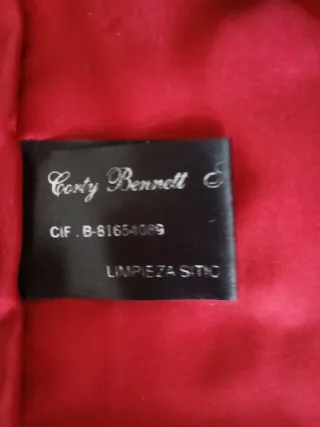 Corty Bennett
CIF . B-81654089
LIMPIEZA SITIO